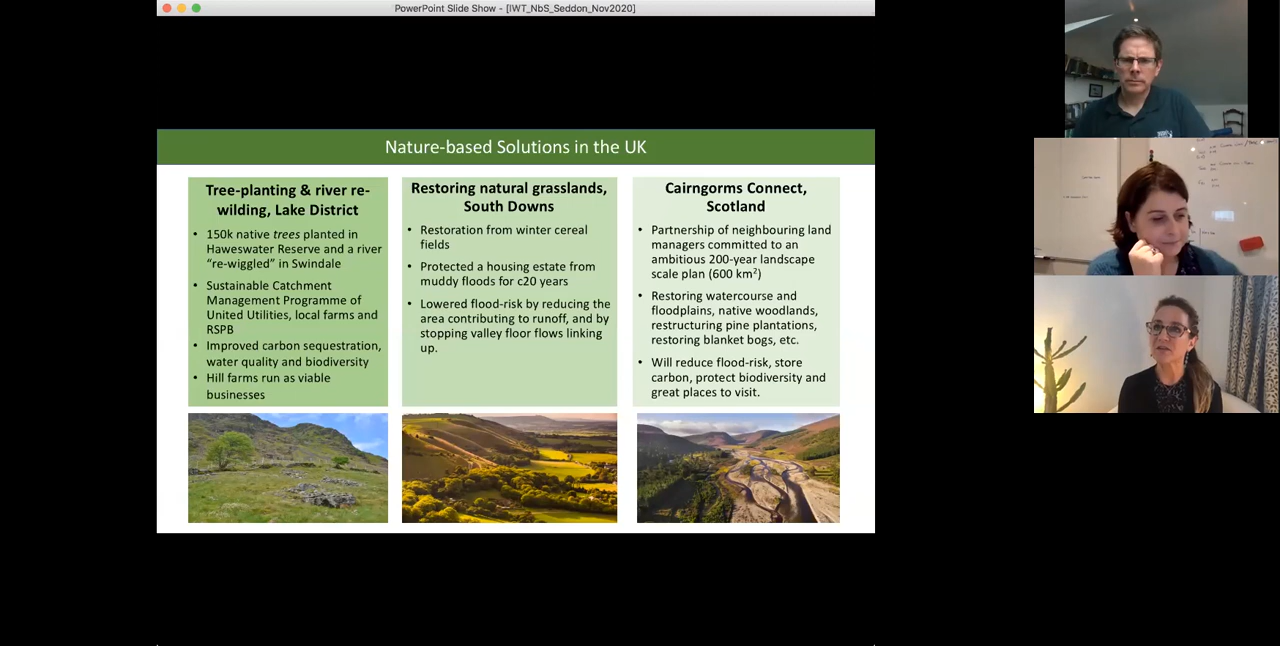 PowerPoint Slide Show - [IWT_NbS_Seddon_Nov2020]
Nature-based Solutions in the UK
Tree-planting & river re-
wilding, Lake District
• 150k native trees planted in
Haweswater Reserve and a river
“re-wiggled” in Swindale
• Sustainable Catchment
Management Programme of
United Utilities, local farms and
RSPB
• Improved carbon sequestration,
water quality and biodiversity
• Hill farms run as viable
businesses
Restoring natural grasslands,
South Downs
• Restoration from winter cereal
fields
• Protected a housing estate from
muddy floods for c20 years
• Lowered flood-risk by reducing the
area contributing to runoff, and by
stopping valley floor flows linking
up.
Cairngorms Connect,
Scotland
• Partnership of neighbouring land
managers committed to an
ambitious 200-year landscape
scale plan (600 km²)
• Restoring watercourse and
floodplains, native woodlands,
restructuring pine plantations,
restoring blanket bogs, etc.
• Will reduce flood-risk, store
carbon, protect biodiversity and
great places to visit.